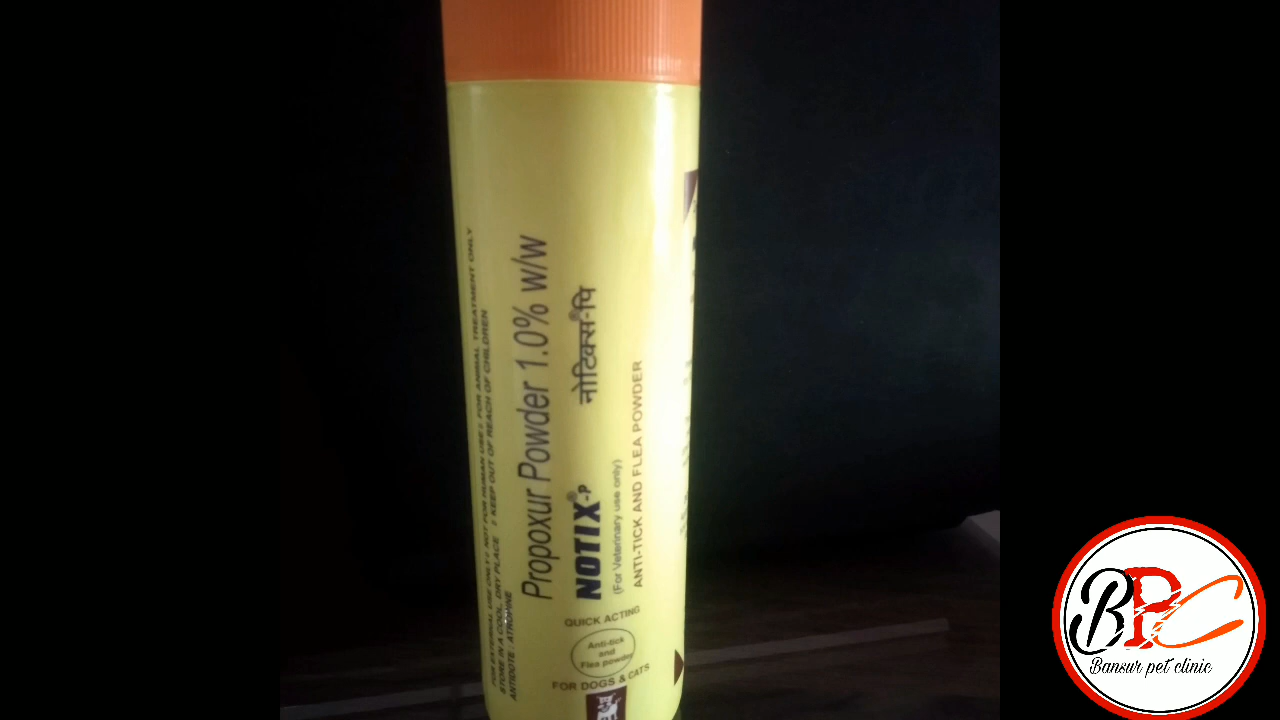 FOR EXTERNAL USE ONLY NOT FOR HUMAN USE FOR ANIMAL TREATMENT ONLY
STORE IN A COOL, DRY PLACE KEEP OUT OF REACH OF CHILDREN
ANTIDOTE : ATROPINE
Propoxur Powder 1.0% w/w
NOTIX®-P नोटिक्स®-पि
(For Veterinary use only)
ANTI-TICK AND FLEA POWDER
QUICK ACTING
Anti-tick
and
Flea powder
FOR DOGS & CATS
BPC
Bansur pet clinic